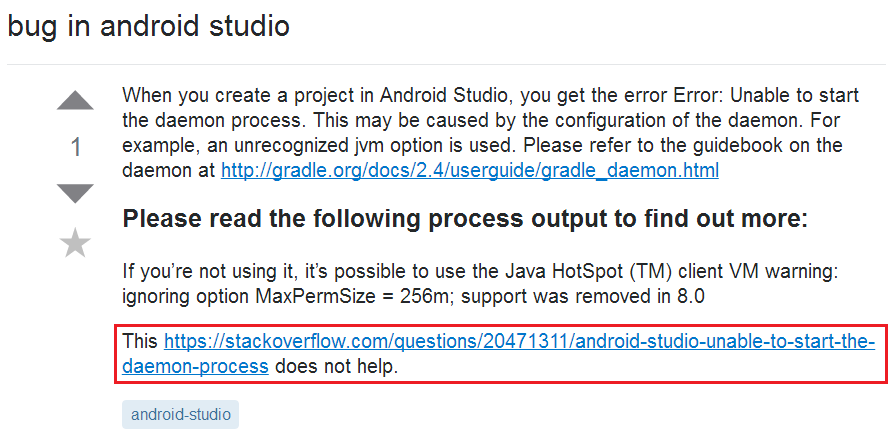 bug in android studio
When you create a project in Android Studio, you get the error Error: Unable to start
the daemon process. This may be caused by the configuration of the daemon. For
example, an unrecognized jvm option is used. Please refer to the guidebook on the
1
daemon at http://gradle.org/docs/2.4/userguide/gradle_daemon.html
Please read the following process output to find out more:
If you’re not using it, it’s possible to use the Java HotSpot (TM) client VM warning:
ignoring option MaxPermSize = 256m; support was removed in 8.0
This https://stackoverflow.com/questions/20471311/android-studio-unable-to-start-the-
daemon-process does not help.
android-studio